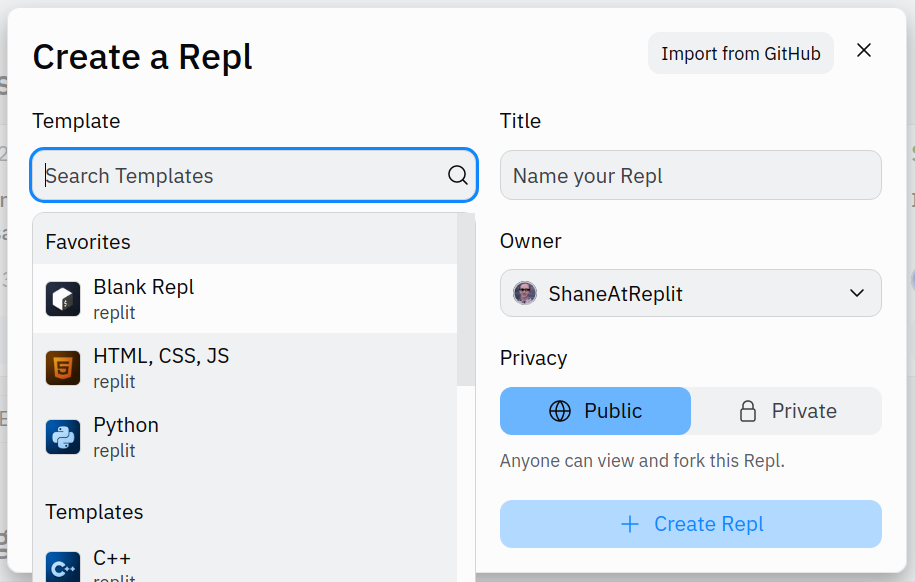 Create a Repl
Import from GitHub
Template
Search Templates
Favorites
Blank Repl
replit
HTML, CSS, JS
replit
Python
replit
Templates
C++
replit
Title
Name your Repl
Owner
ShaneAtReplit
Privacy
Public
Private
Anyone can view and fork this Repl.
Create Repl